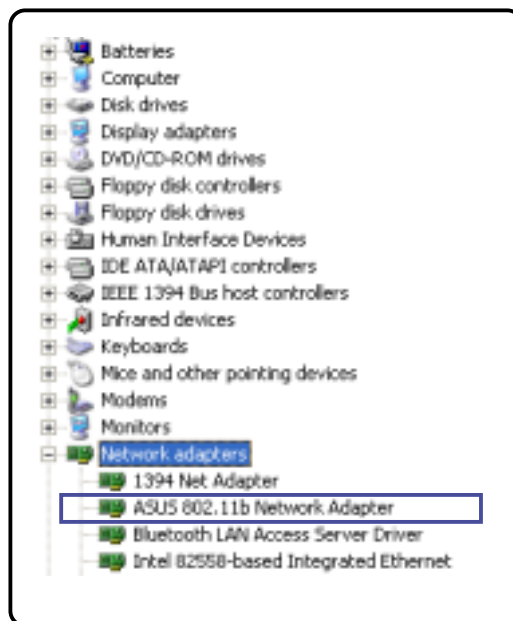 Batteries
Computer
Disk drives
Display adapters
DVD/CD-ROM drives
Floppy disk controllers
Floppy disk drives
Human Interface Devices
IDE ATA/ATAPI controllers
IEEE 1394 Bus host controllers
Infrared devices
Keyboards
Mice and other pointing devices
Modems
Monitors
Network adapters
1394 Net Adapter
ASUS 802.11b Network Adapter
Bluetooth LAN Access Server Driver
Intel 82558-based Integrated Ethernet